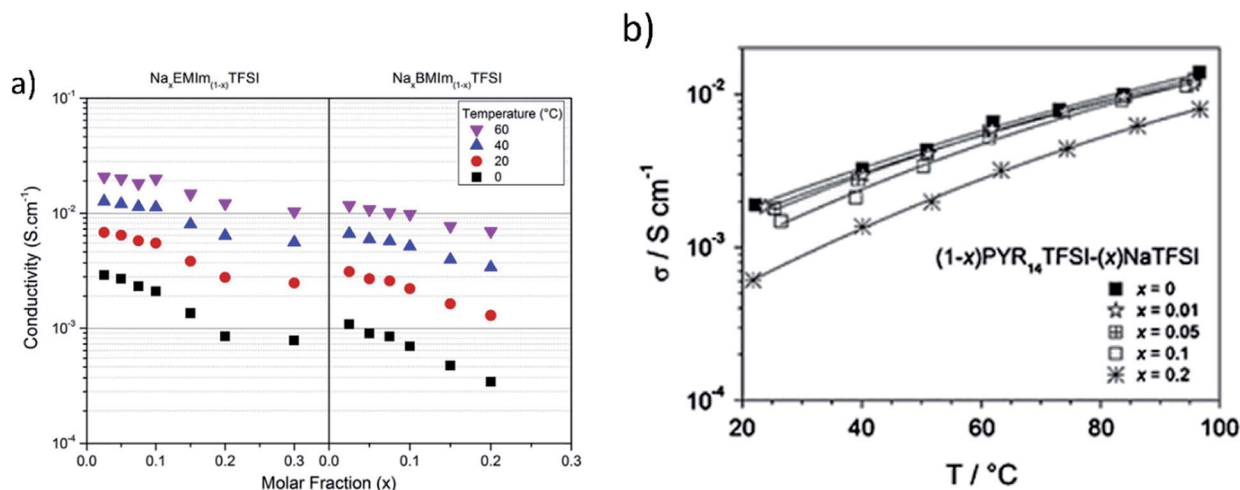 a)
NaₓEMIm₍₁₋ₓ₎TFSI
NaₓBMIm₍₁₋ₓ₎TFSI
Temperature (°C)
60
40
20
0
Conductivity (S.cm⁻¹)
10⁻¹
10⁻²
10⁻³
10⁻⁴
0.0 0.1 0.2 0.3 0.0 0.1 0.2 0.3
Molar Fraction (x)
b)
σ / S cm⁻¹
10⁻²
10⁻³
10⁻⁴
(1-x)PYR₁₄TFSI-(x)NaTFSI
x = 0
x = 0.01
x = 0.05
x = 0.1
x = 0.2
20 40 60 80 100
T / °C